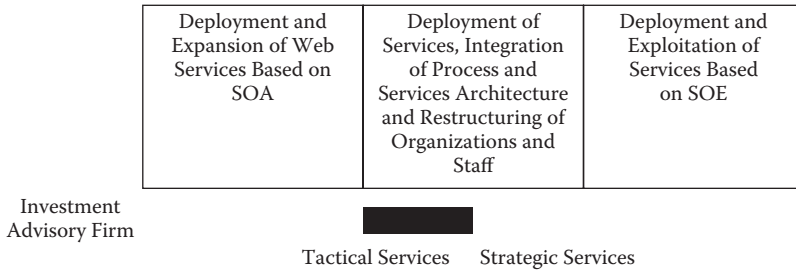 Deployment and
Expansion of Web
Services Based on
SOA
Deployment of
Services, Integration
of Process and
Services Architecture
and Restructuring of
Organizations and
Staff
Deployment and
Exploitation of
Services Based
on SOE
Investment
Advisory Firm
Tactical Services
Strategic Services